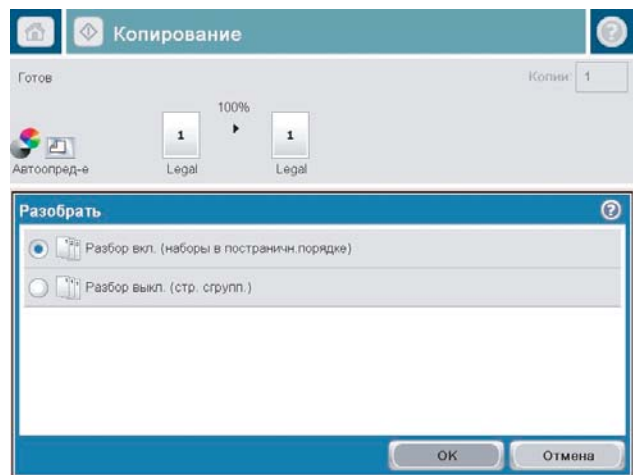 Копирование
Готов
Копии: 1
100%
1 1
Автоопред-е Legal Legal
Разобрать
Разбор вкл. (наборы в постраничн.порядке)
Разбор выкл. (стр. сгрупп.)
OK Отмена